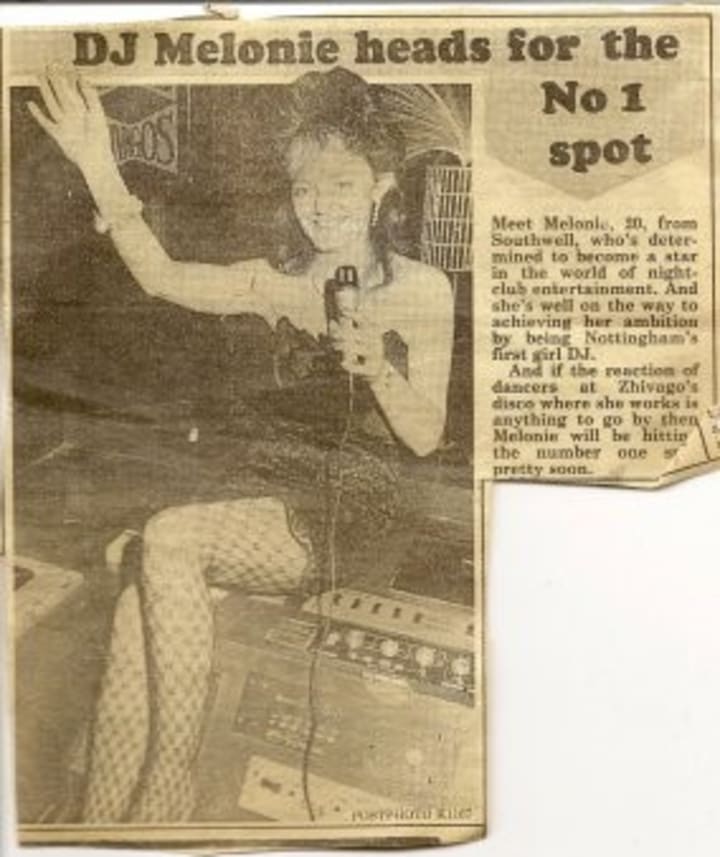 DJ Melonie heads for the
No 1
spot
Meet Melonie, 20, from
Southwell, who's deter-
mined to become a star
in the world of night-
club entertainment. And
she's well on the way to
achieving her ambition
by being Nottingham's
first girl DJ.
And if the reaction of
dancers at Zhivago's
disco where she works is
anything to go by then
Melonie will be hittin
the number one s
pretty soon.
POSTPHOTO